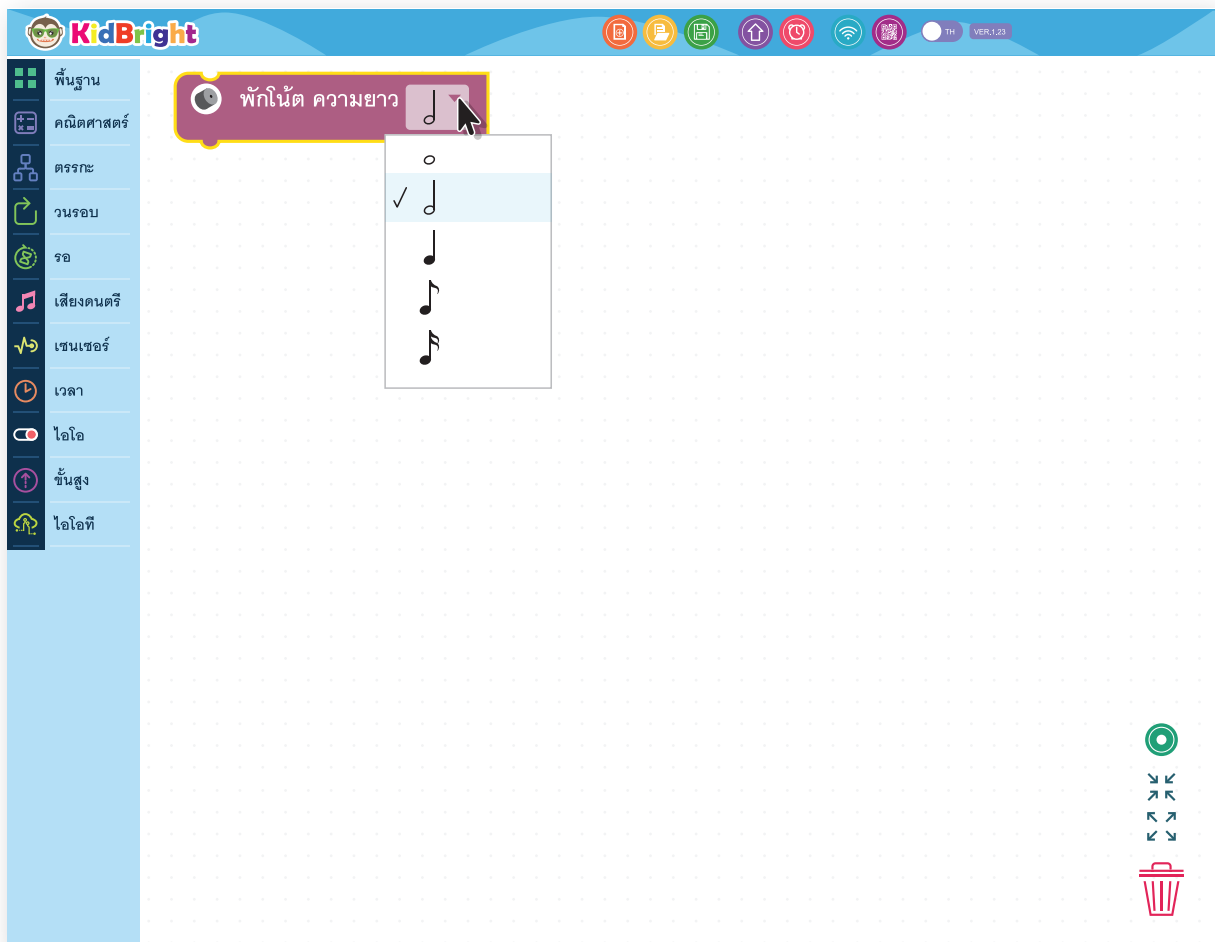 KidBright
TH
VER,1,23
พื้นฐาน
คณิตศาสตร์
ตรรกะ
วนรอบ
รอ
เสียงดนตรี
เซนเซอร์
เวลา
ไอโอ
ขั้นสูง
ไอโอที
พักโน้ต ความยาว